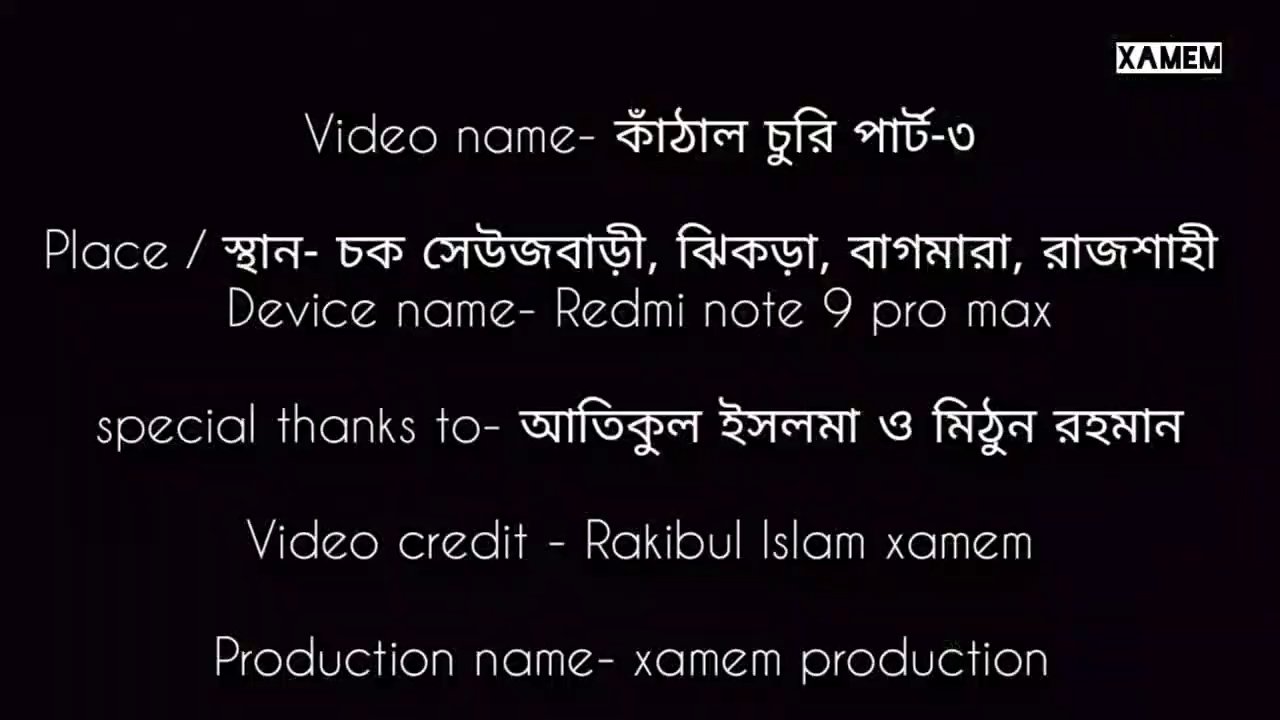 XAMEM
Video name- কাঁঠাল চুরি পার্ট-৩
Place / স্থান- চক সেউজবাড়ী, ঝিকড়া, বাগমারা, রাজশাহী
Device name- Redmi note 9 pro max
special thanks to- আতিকুল ইসলমা ও মিঠুন রহমান
Video credit - Rakibul Islam xamem
Production name- xamem production